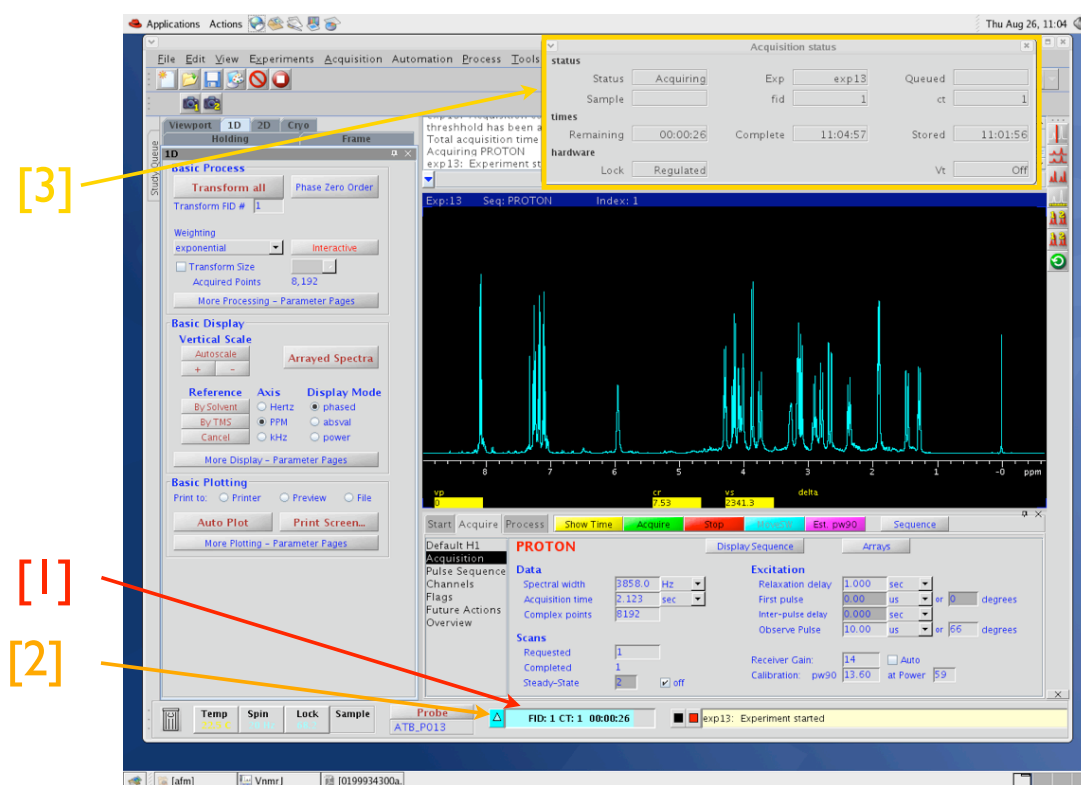 Applications Actions
Thu Aug 26, 11:04
File Edit View Experiments Acquisition Automation Process Tools
Acquisition status
status
Status Acquiring Exp exp13 Queued
Sample fid 1 ct 1
times
Remaining 00:00:26 Complete 11:04:57 Stored 11:01:56
hardware
Lock Regulated Vt Off
[3]
Study Queue
Viewport 1D 2D Cryo
Holding Frame
1D
threshhold has been a
Total acquisition time
Acquiring PROTON
exp13: Experiment st
Basic Process
Transform all Phase Zero Order
Transform FID # 1
Weighting
exponential Interactive
Transform Size
Acquired Points 8,192
More Processing - Parameter Pages
Basic Display
Vertical Scale
Autoscale
+ -
Arrayed Spectra
Reference Axis Display Mode
By Solvent Hertz phased
By TMS PPM absval
Cancel kHz power
More Display - Parameter Pages
Basic Plotting
Print to: Printer Preview File
Auto Plot Print Screen...
More Plotting - Parameter Pages
Exp:13 Seq: PROTON Index: 1
8 7 6 5 4 3 2 1 -0 ppm
vp cr vs delta
0 7.53 2341.3
Start Acquire Process Show Time Acquire Stop Est. pw90 Sequence
Default H1
Acquisition
Pulse Sequence
Channels
Flags
Future Actions
Overview
PROTON Display Sequence Arrays
Data
Spectral width 3858.0 Hz
Acquisition time 2.123 sec
Complex points 8192
Scans
Requested 1
Completed 1
Steady-State 2 off
Excitation
Relaxation delay 1.000 sec
First pulse 0.00 us or 0 degrees
Inter-pulse delay 0.000 sec
Observe Pulse 10.00 us or 66 degrees
Receiver Gain: 14 Auto
Calibration: pw90 13.60 at Power 59
[1]
[2]
Temp Spin Lock Sample
Probe
ATB_P013
FID: 1 CT: 1 00:00:26
exp13: Experiment started
[afm] Vnmr J [0199934300a..